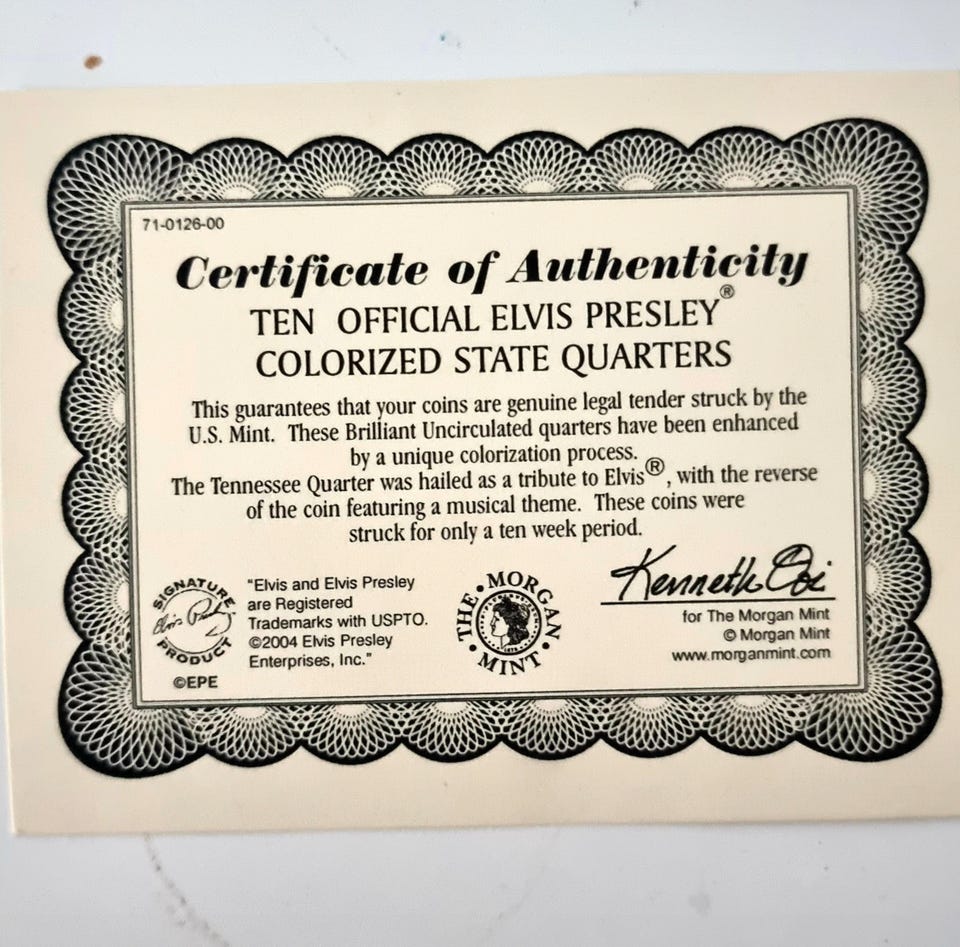 71-0126-00
Certificate of Authenticity
TEN OFFICIAL ELVIS PRESLEY®
COLORIZED STATE QUARTERS
This guarantees that your coins are genuine legal tender struck by the
U.S. Mint. These Brilliant Uncirculated quarters have been enhanced
by a unique colorization process.
The Tennessee Quarter was hailed as a tribute to Elvis®, with the reverse
of the coin featuring a musical theme. These coins were
struck for only a ten week period.
SIGNATURE
Elvis Presley
PRODUCT
©EPE
"Elvis and Elvis Presley
are Registered
Trademarks with USPTO.
©2004 Elvis Presley
Enterprises, Inc."
THE MORGAN
MINT
Kenneth
for The Morgan Mint
© Morgan Mint
www.morganmint.com